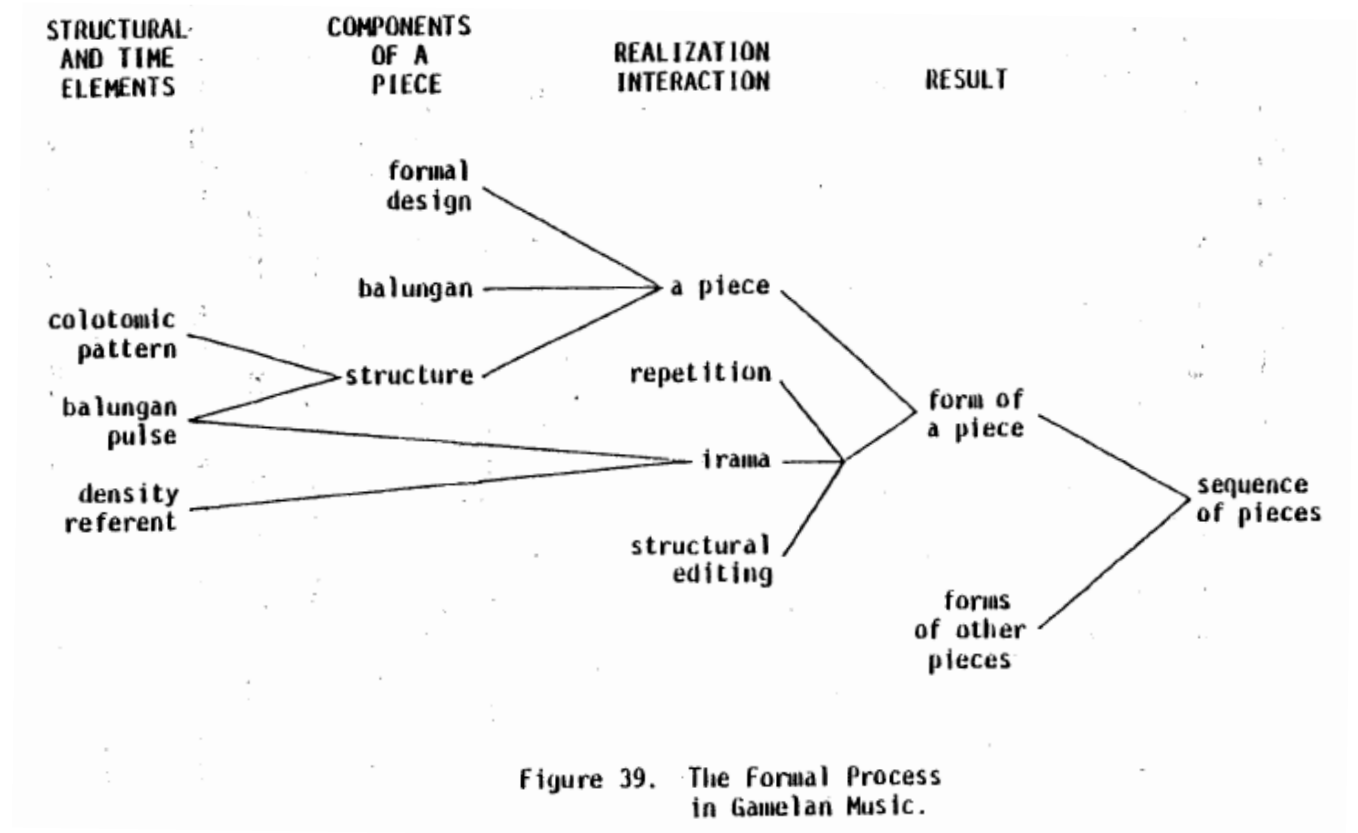 STRUCTURAL
AND TIME
ELEMENTS
COMPONENTS
OF A
PIECE
REALIZATION
INTERACTION
RESULT
formal
design
balungan
a piece
colotomic
pattern
structure
repetition
balungan
pulse
form of
a piece
irama
density
referent
sequence
of pieces
structural
editing
forms
of other
pieces
Figure 39. The Formal Process
in Gamelan Music.